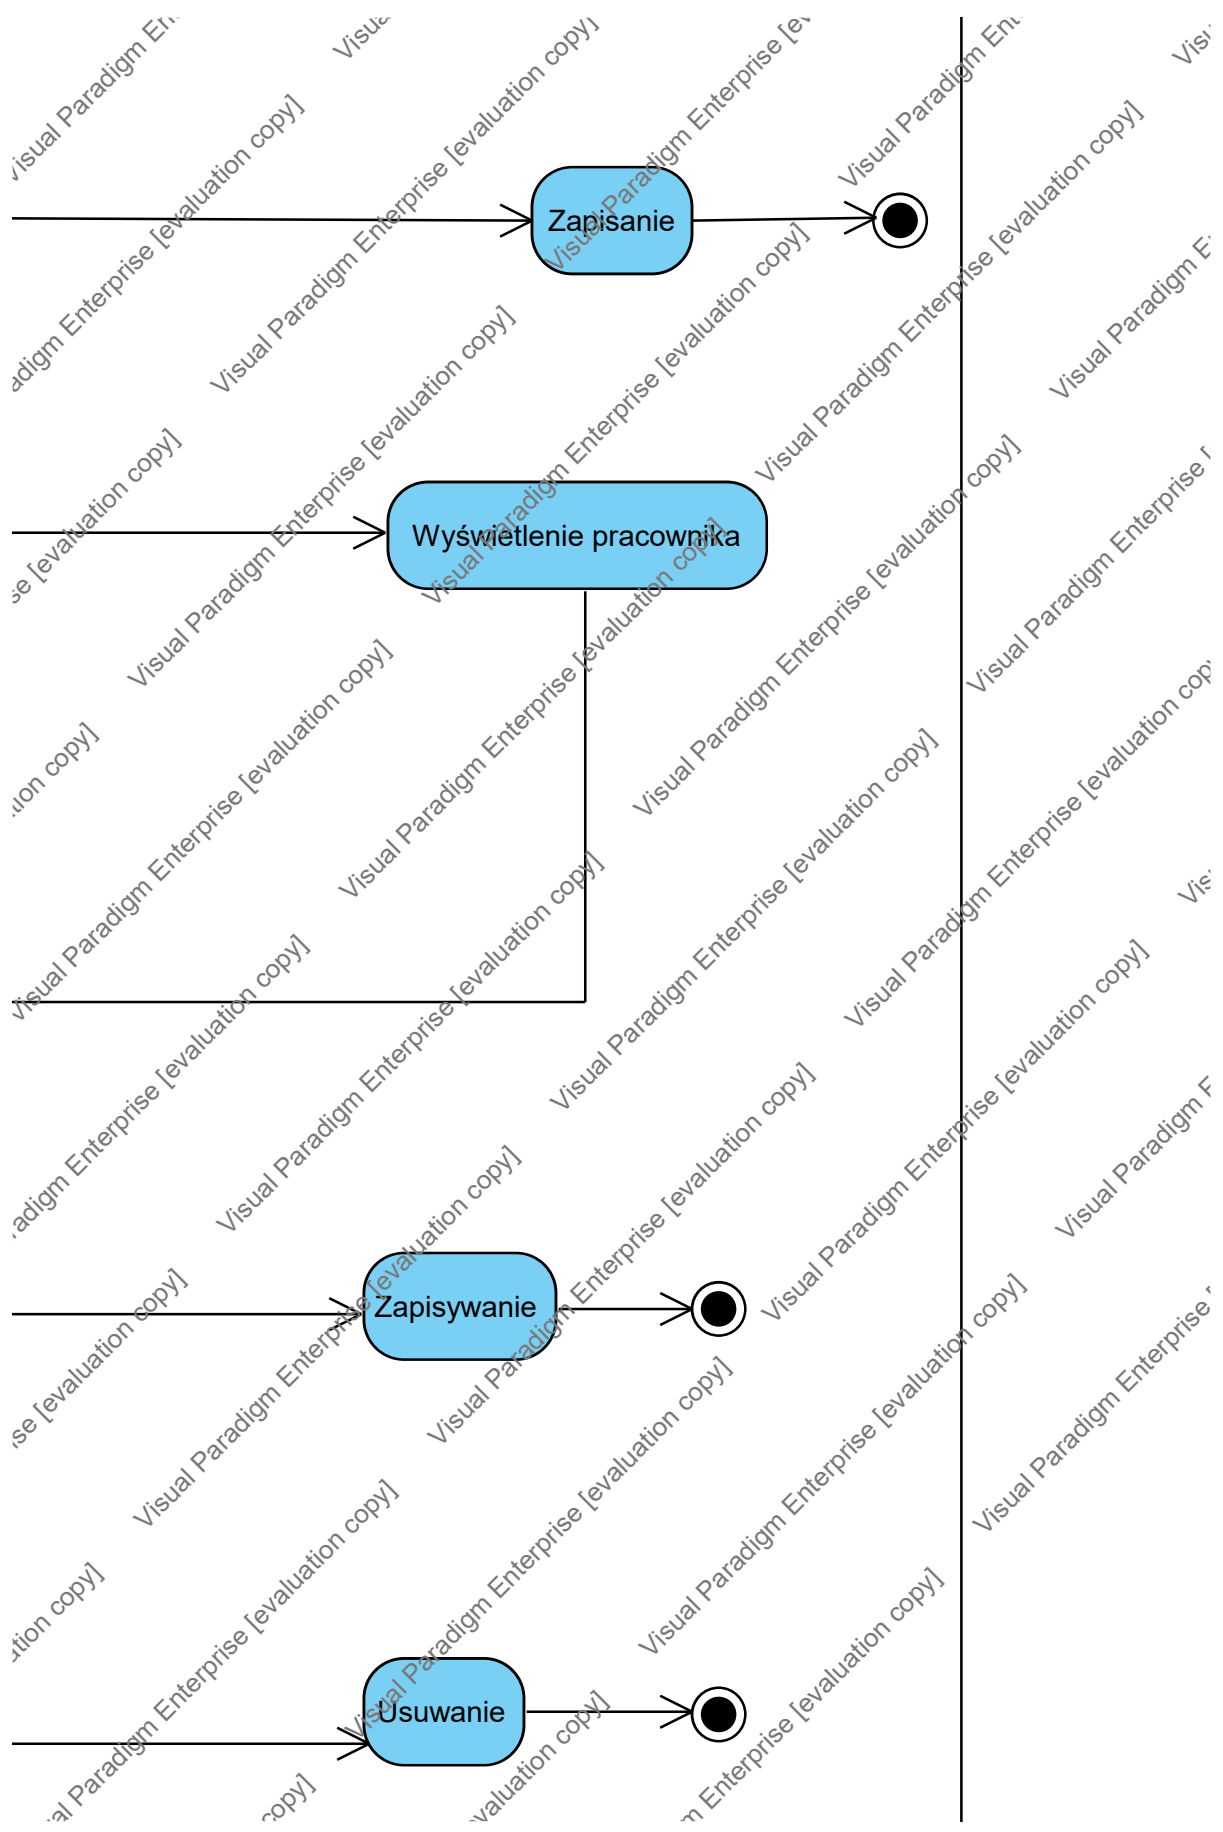 Zapisanie
Wyświetlenie pracownika
Zapisywanie
Usuwanie
Visual Paradigm Enterprise [evaluation copy]